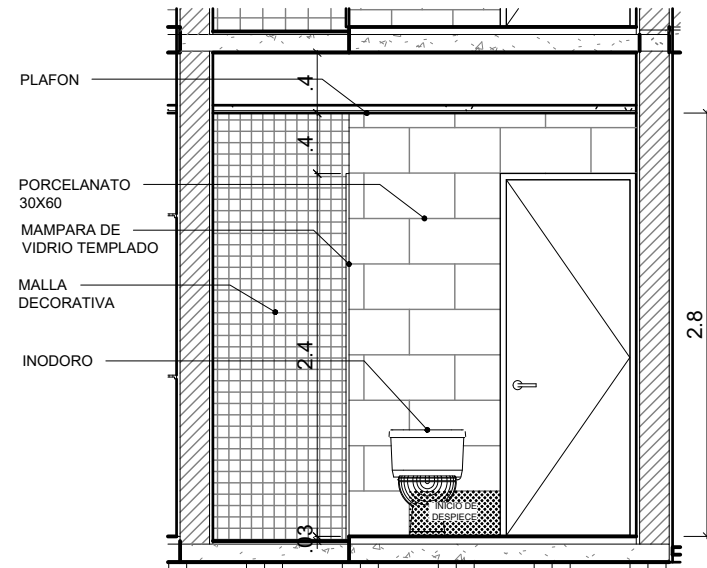 PLAFON
.4
.4
PORCELANATO
30X60
MAMPARA DE
VIDRIO TEMPLADO
MALLA
DECORATIVA
2.8
2.4
INODORO
INICIO DE
DESPIECE
.03